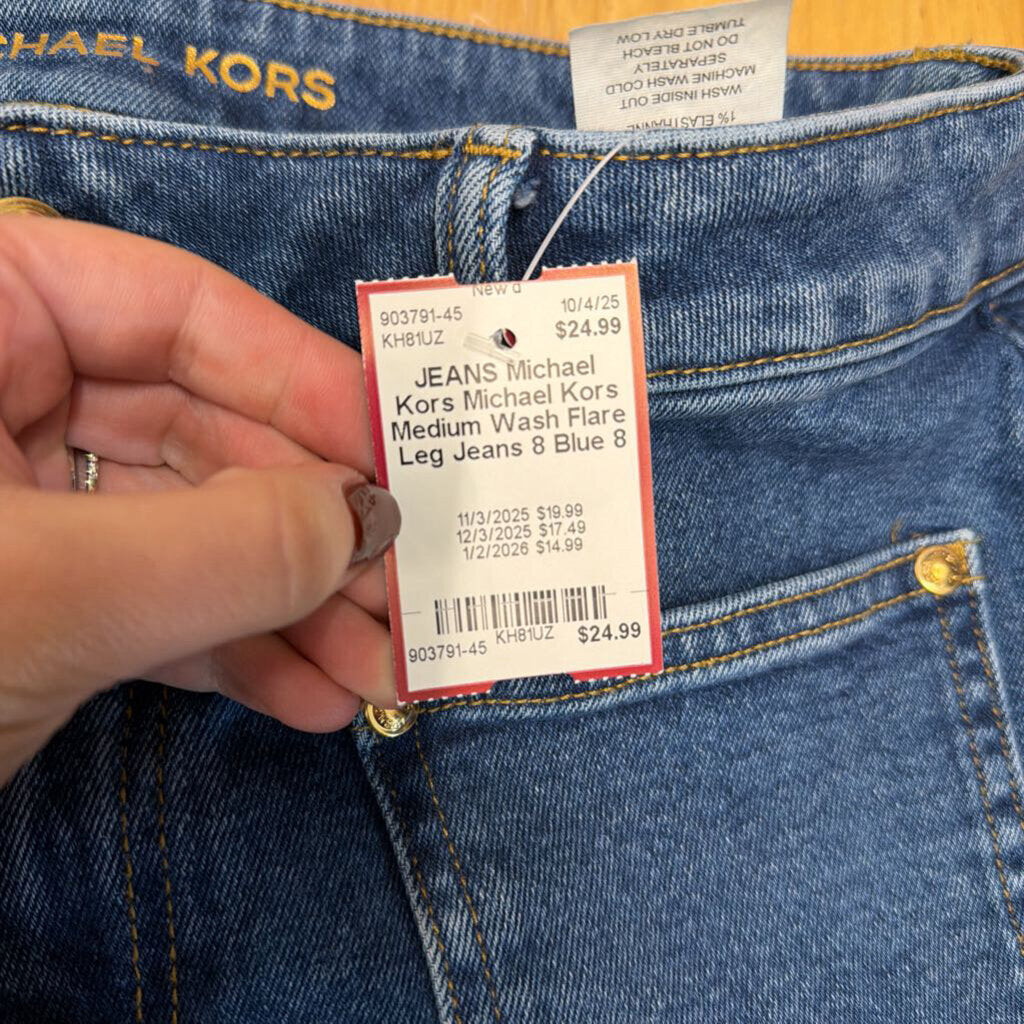 CHAEL KORS
TUMBLE DRY LOW
DO NOT BLEACH
SEPARATELY
MACHINE WASH COLD
WASH INSIDE OUT
1% ELASTHANNE
New
903791-45
10/4/25
KH81UZ
$24.99
JEANS Michael
Kors Michael Kors
Medium Wash Flare
Leg Jeans 8 Blue 8
11/3/2025 $19.99
12/3/2025 $17.49
1/2/2026 $14.99
KH81UZ
903791-45
$24.99